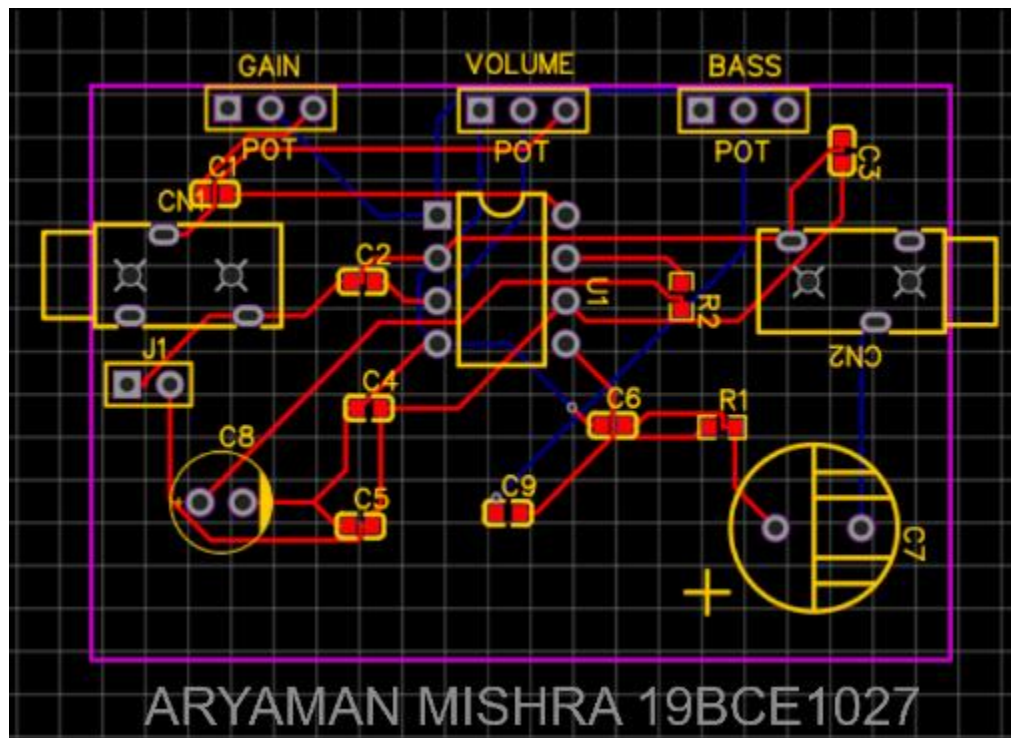 GAIN VOLUME BASS
POT POT POT
C1 C3
CN1
C2
U1
R2
J1 CN2
C4 C6 R1
C8
C5 C9
C7
+
+
ARYAMAN MISHRA 19BCE1027